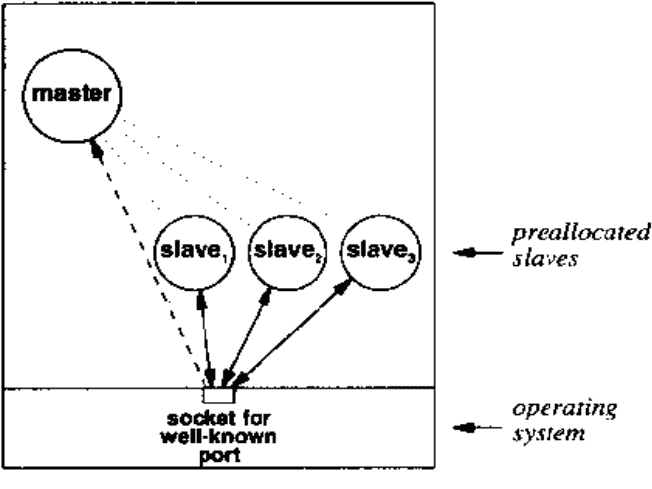 master
slave1
slave2
slave3
preallocated
slaves
socket for
well-known
port
operating
system